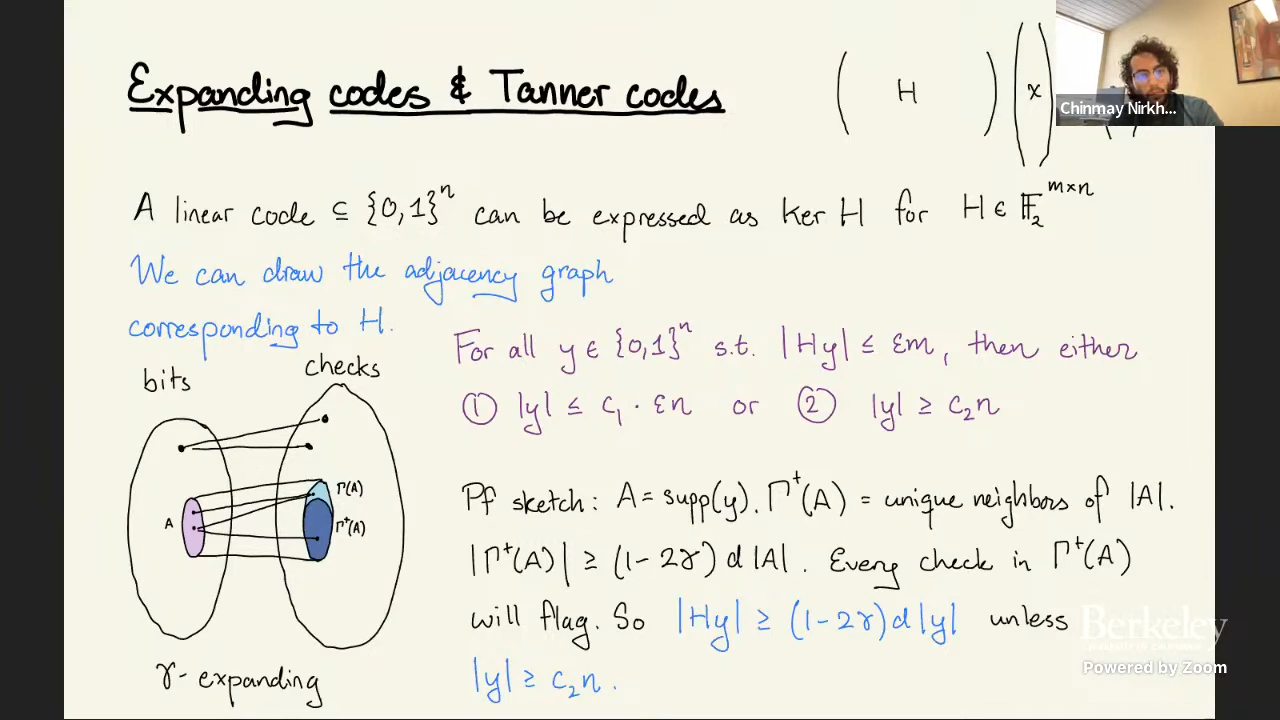 Expanding codes & Tanner codes
( H ) ( x )
Chinmay Nirkh...
A linear code ⊆ {0,1}^n can be expressed as ker H for H ∈ 𝔽_2^{m×n}
We can draw the adjacency graph
corresponding to H.
bits
checks
A
Γ(A)
Γ⁺(A)
γ-expanding
For all y ∈ {0,1}^n s.t. |Hy| ≤ εm, then either
① |y| ≤ c_1 · εn or ② |y| ≥ c_2 n
Pf sketch: A = supp(y). Γ⁺(A) = unique neighbors of |A|.
|Γ⁺(A)| ≥ (1-2γ) d |A|. Every check in Γ⁺(A)
will flag. So |Hy| ≥ (1-2γ) d |y| unless
|y| ≥ c_2 n.
Berkeley
Powered by Zoom